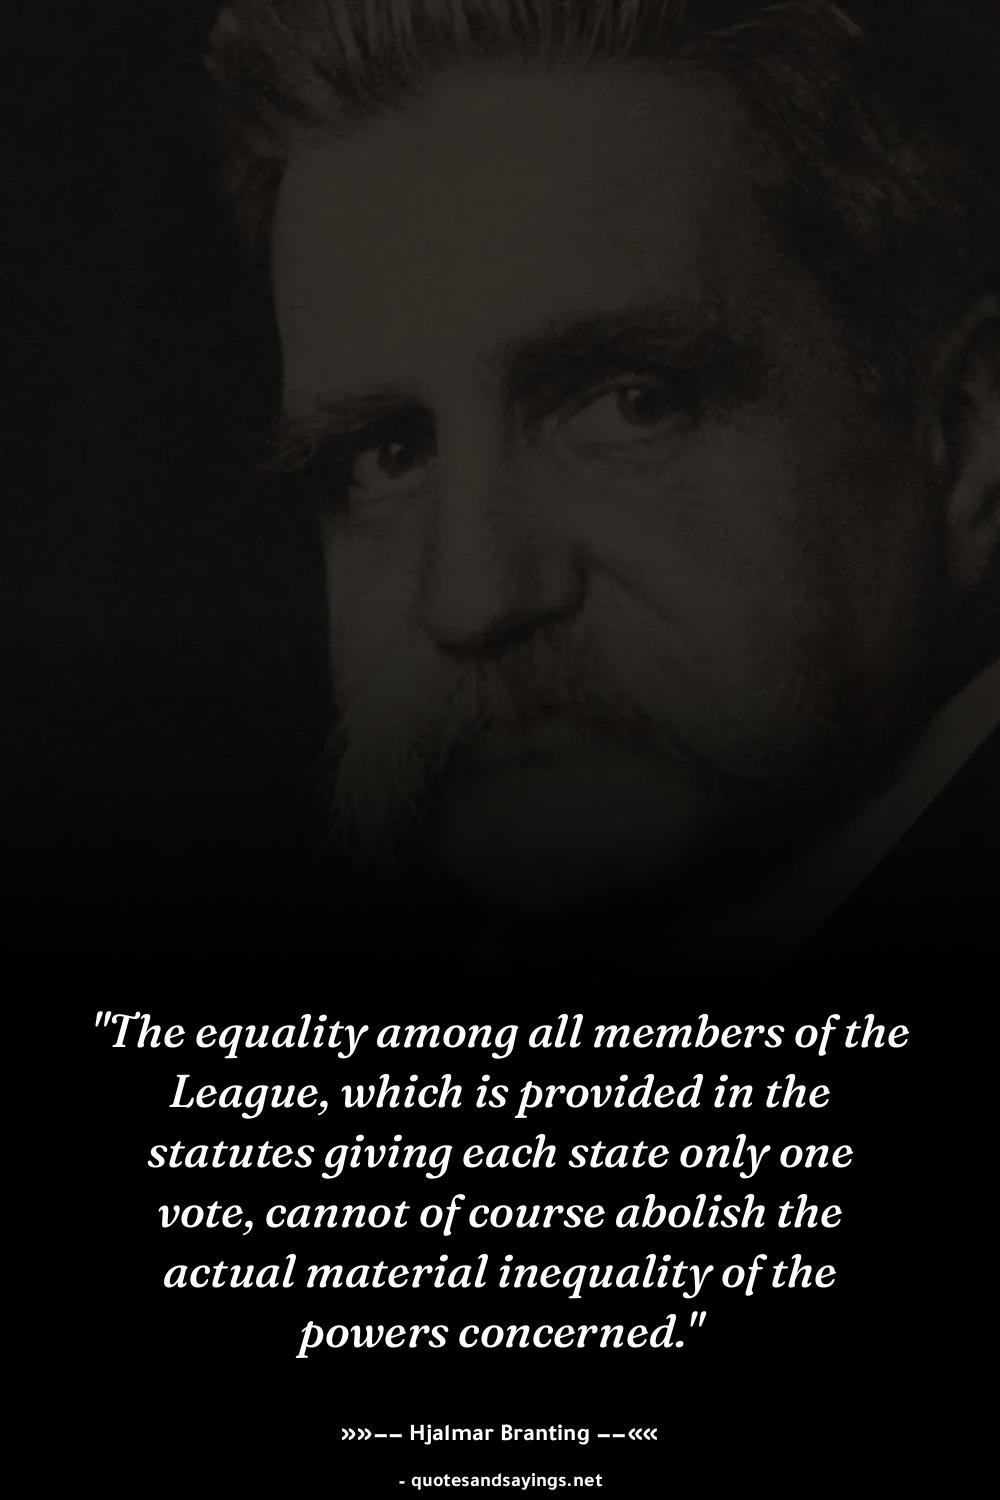 "The equality among all members of the
League, which is provided in the
statutes giving each state only one
vote, cannot of course abolish the
actual material inequality of the
powers concerned."
»»–– Hjalmar Branting ––««
- quotesandsayings.net